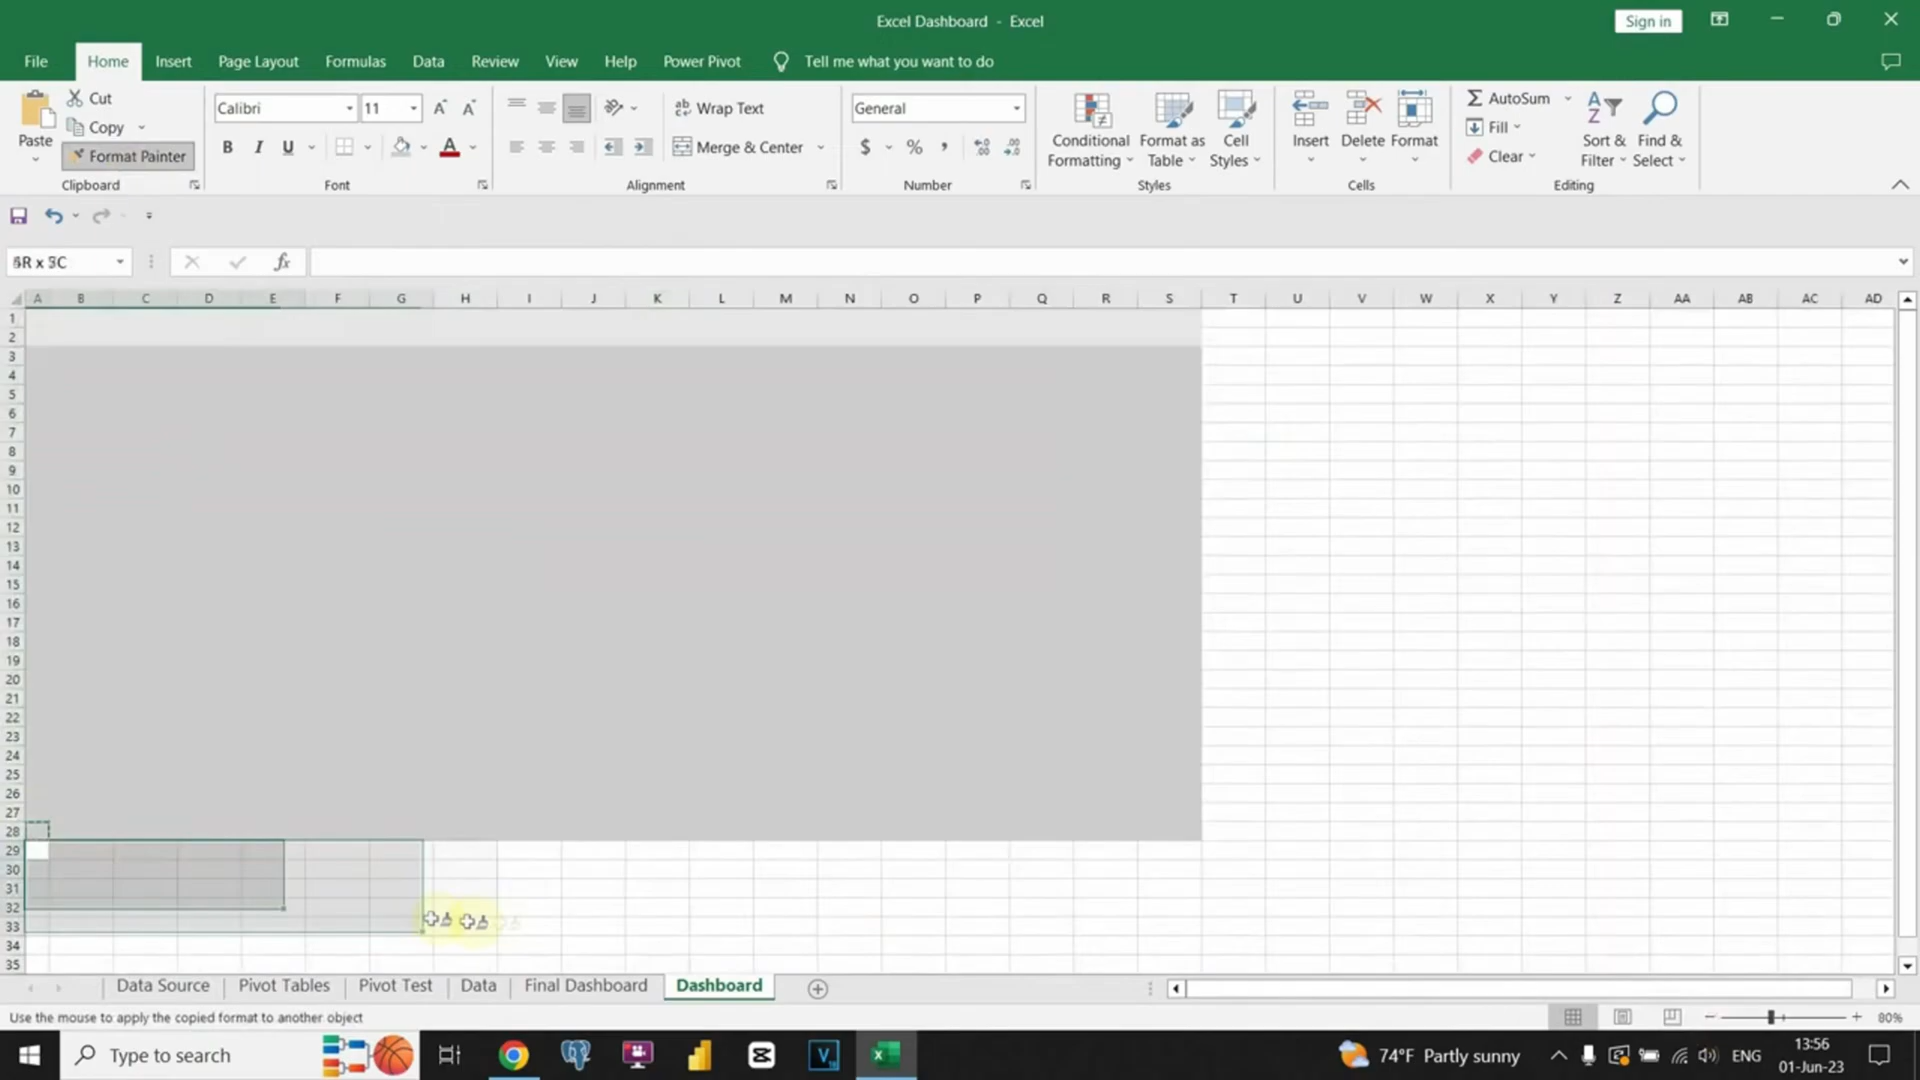 Excel Dashboard - Excel
Sign in
File Home Insert Page Layout Formulas Data Review View Help Power Pivot Tell me what you want to do
Paste
Cut
Copy
Format Painter
Clipboard
Calibri 11
B I U A
Font
Wrap Text
Merge & Center
Alignment
General
$ % ,
Number
Conditional Formatting
Format as Table
Cell Styles
Styles
Insert Delete Format
Cells
AutoSum
Fill
Clear
Sort & Filter
Find & Select
Editing
fx
A B C D E F G H I J K L M N O P Q R S T U V W X Y Z AA AB AC AD
1
2
3
4
5
6
7
8
9
10
11
12
13
14
15
16
17
18
19
20
21
22
23
24
25
26
27
28
29
30
31
32
33
34
35
Data Source Pivot Tables Pivot Test Data Final Dashboard Dashboard
Use the mouse to apply the copied format to another object
80%
Type to search
74°F Partly sunny
ENG
13:56
01-Jun-23